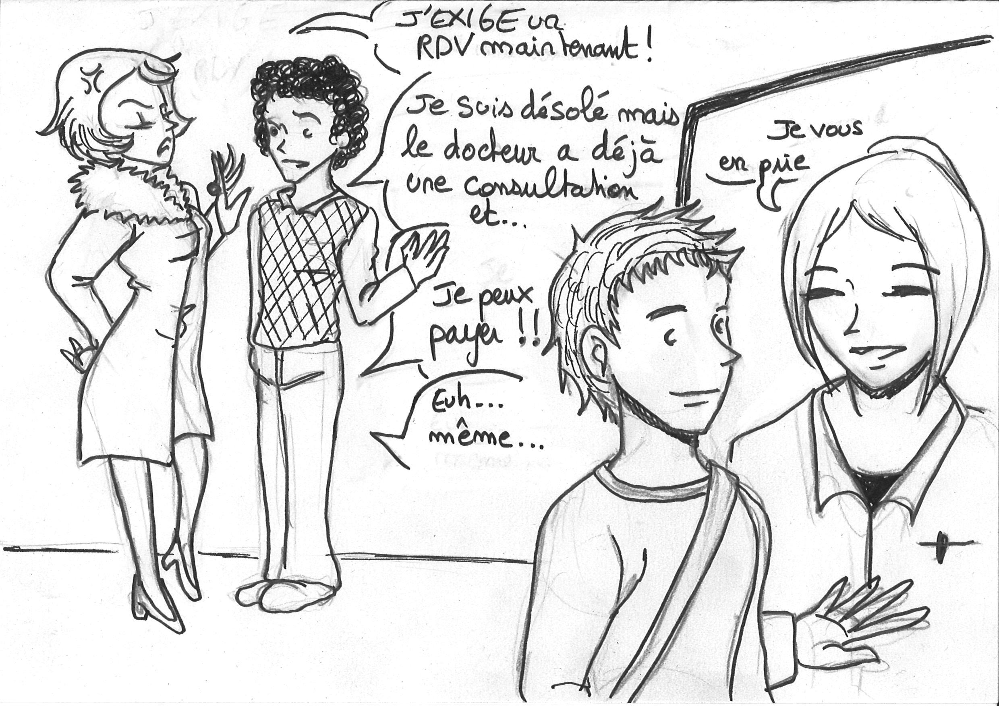 J'EXIGE un
RDV maintenant!
Je suis désolé mais
le docteur a déjà
une consultation
et...
Je peux
payer !!
Euh...
même...
Je vous
en prie